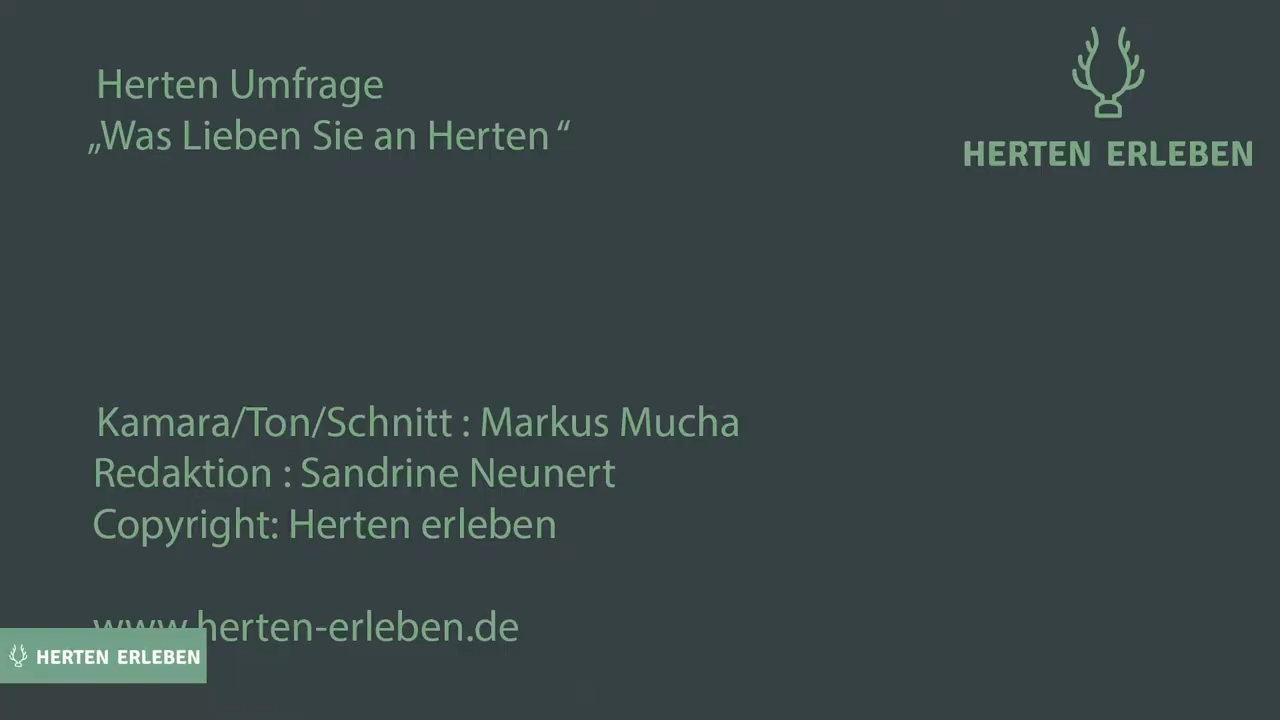 Herten Umfrage
„Was Lieben Sie an Herten “
HERTEN ERLEBEN
Kamara/Ton/Schnitt : Markus Mucha
Redaktion : Sandrine Neunert
Copyright: Herten erleben
www.herten-erleben.de
HERTEN ERLEBEN